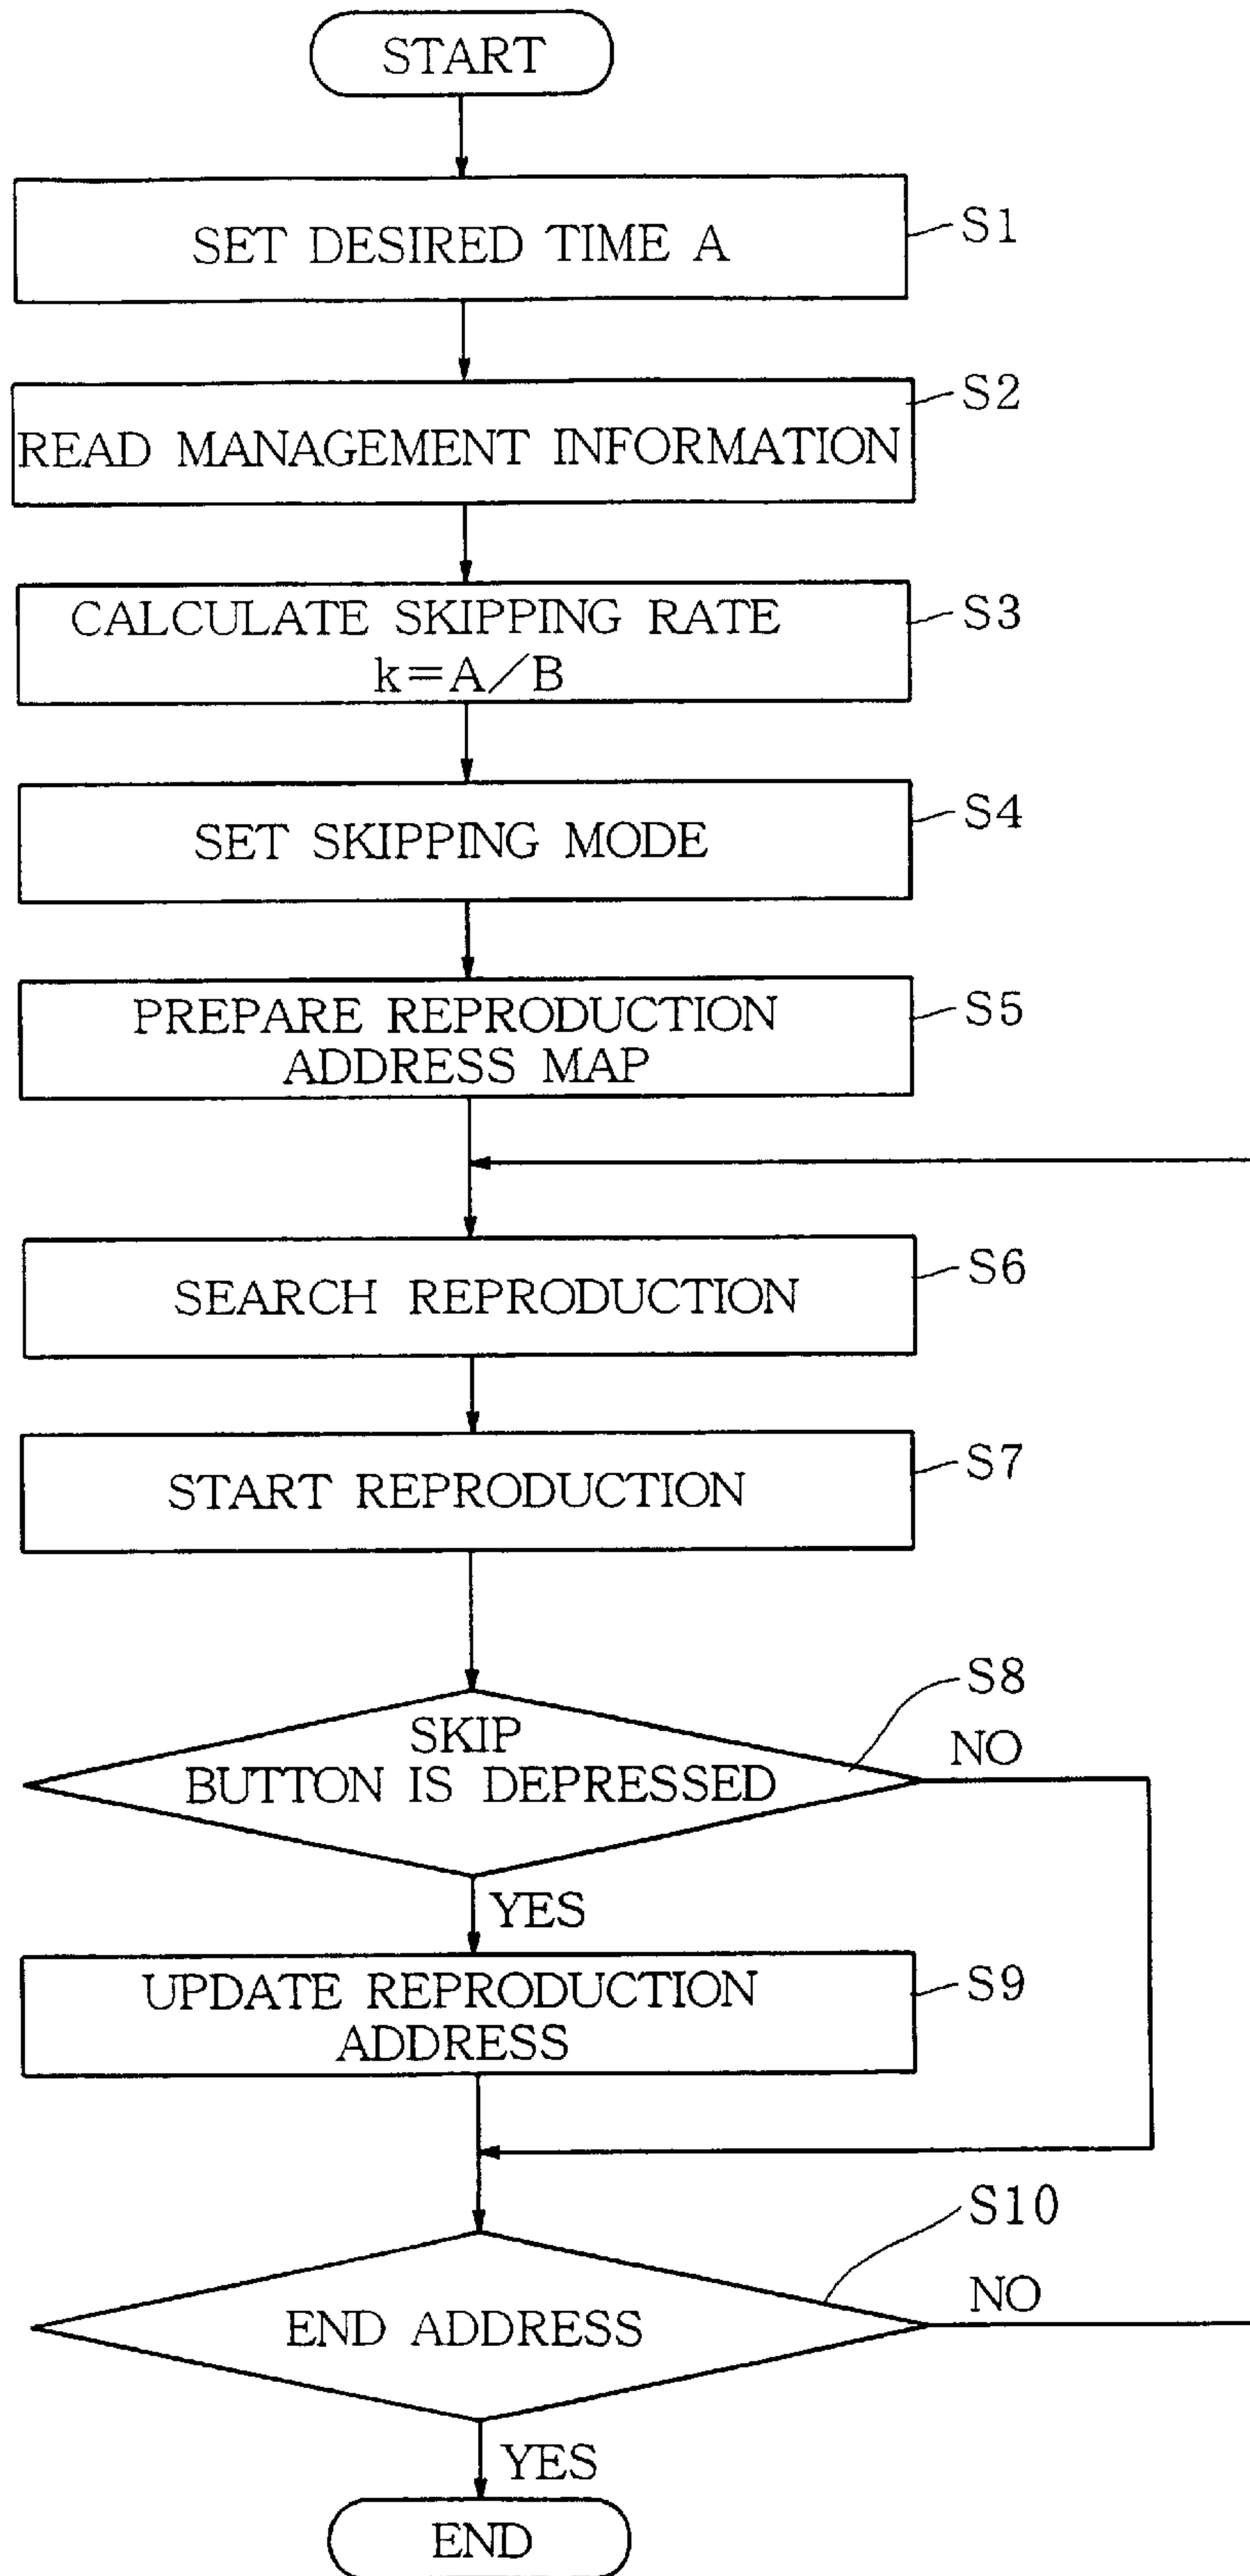 START
SET DESIRED TIME A
S1
READ MANAGEMENT INFORMATION
S2
CALCULATE SKIPPING RATE
k=A/B
S3
SET SKIPPING MODE
S4
PREPARE REPRODUCTION
ADDRESS MAP
S5
SEARCH REPRODUCTION
S6
START REPRODUCTION
S7
SKIP
BUTTON IS DEPRESSED
S8
NO
YES
UPDATE REPRODUCTION
ADDRESS
S9
END ADDRESS
S10
NO
YES
END